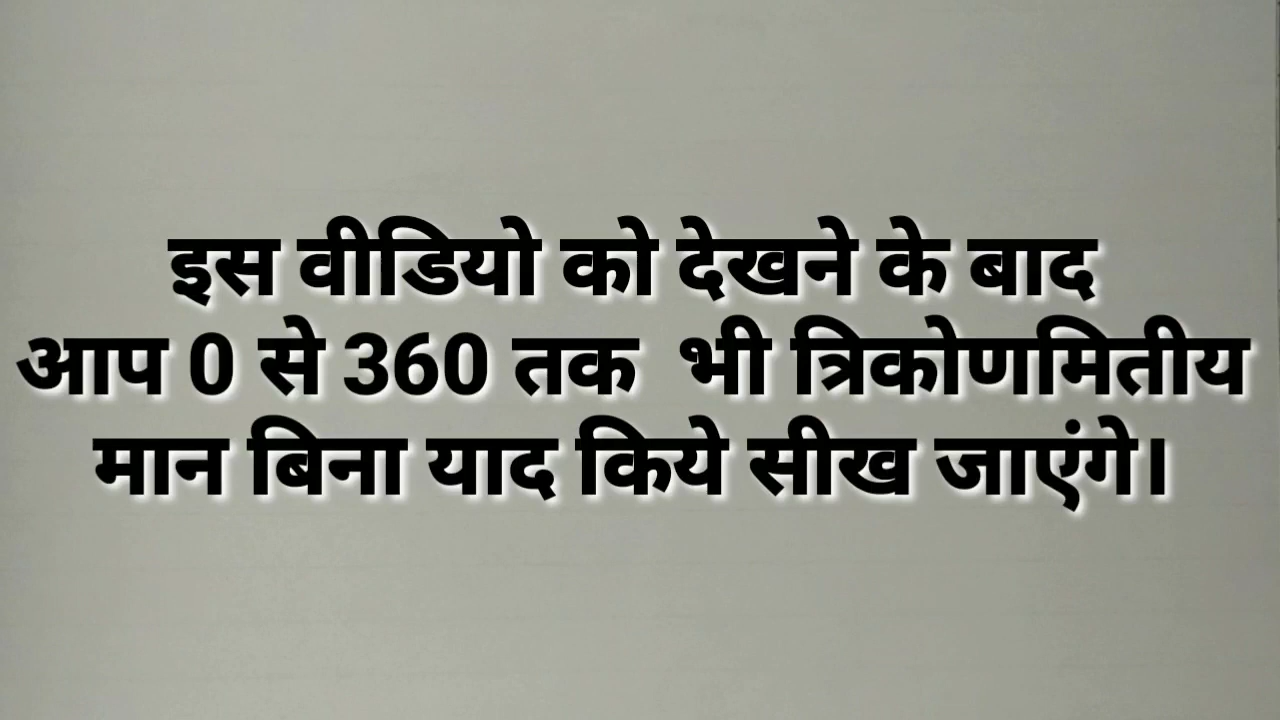 इस वीडियो को देखने के बाद
आप 0 से 360 तक भी त्रिकोणमितीय
मान बिना याद किये सीख जाएंगे।